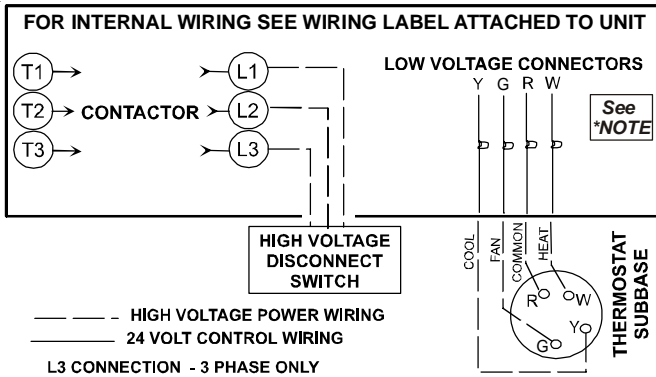 FOR INTERNAL WIRING SEE WIRING LABEL ATTACHED TO UNIT
LOW VOLTAGE CONNECTORS
Y G R W
T1 L1
T2 CONTACTOR L2
T3 L3
See
*NOTE
HIGH VOLTAGE
DISCONNECT
SWITCH
COOL
FAN
COMMON
HEAT
THERMOSTAT
SUBBASE
R W
Y
G
HIGH VOLTAGE POWER WIRING
24 VOLT CONTROL WIRING
L3 CONNECTION - 3 PHASE ONLY